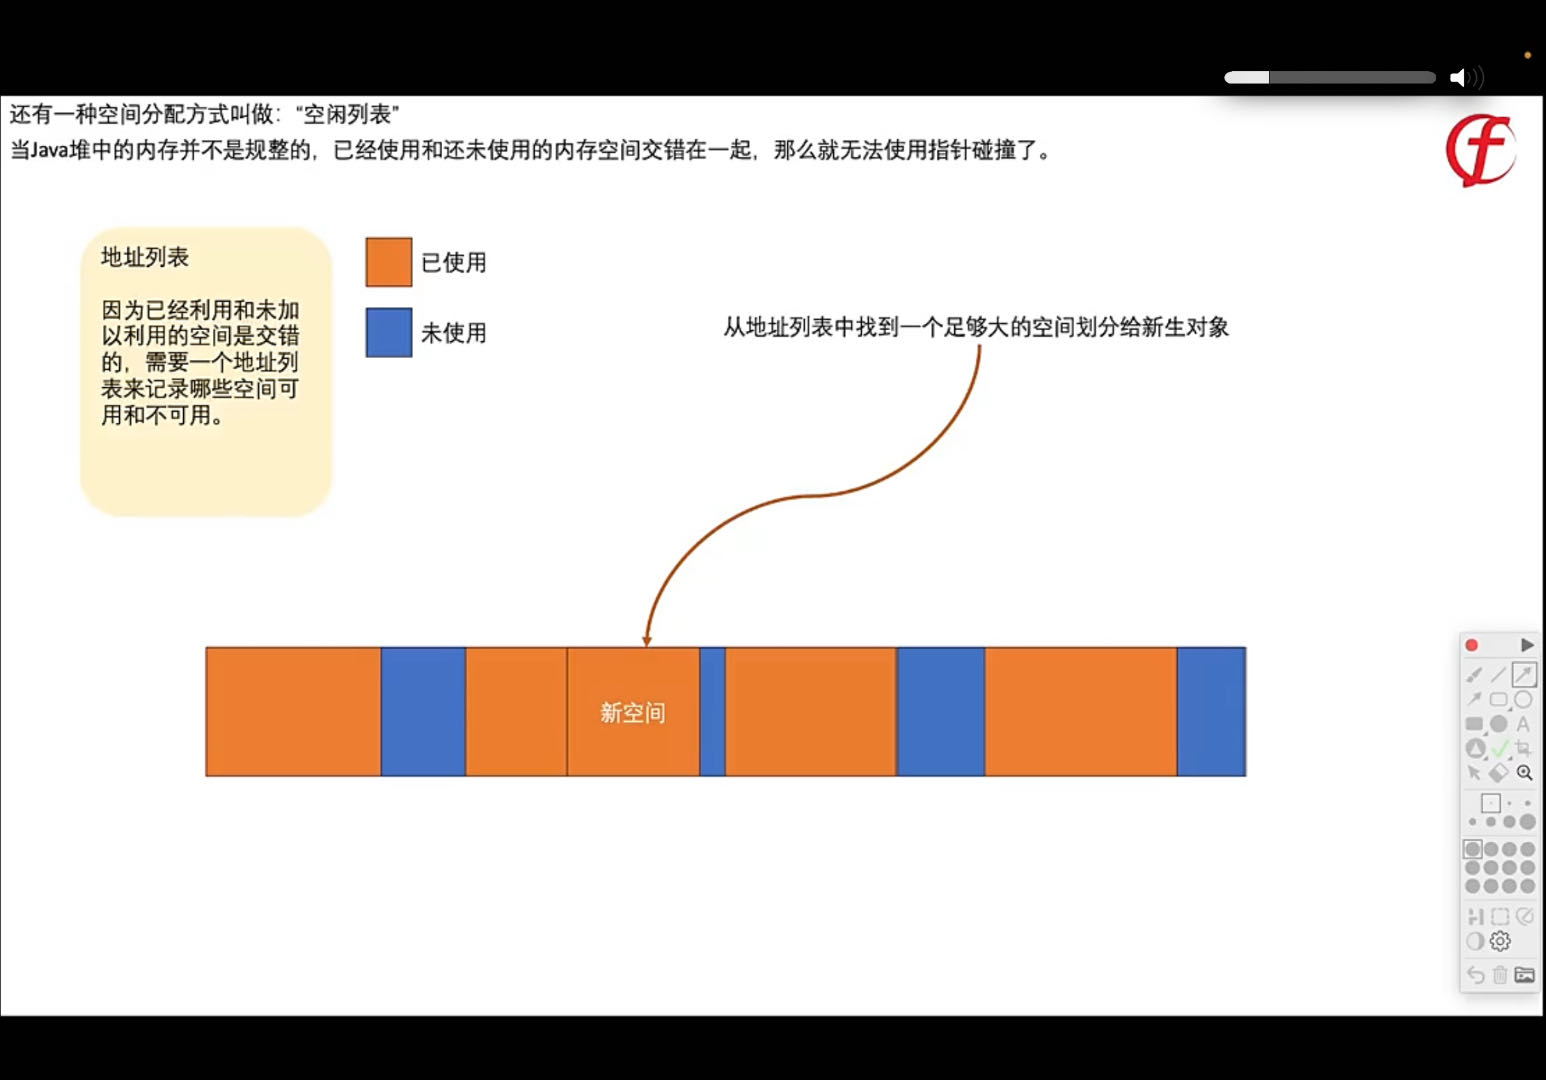 还有一种空间分配方式叫做：“空闲列表”
当Java堆中的内存并不是规整的，已经使用和还未使用的内存空间交错在一起，那么就无法使用指针碰撞了。
地址列表
因为已经利用和未加
以利用的空间是交错
的，需要一个地址列
表来记录哪些空间可
用和不可用。
已使用
未使用
从地址列表中找到一个足够大的空间划分给新生对象
新空间
A